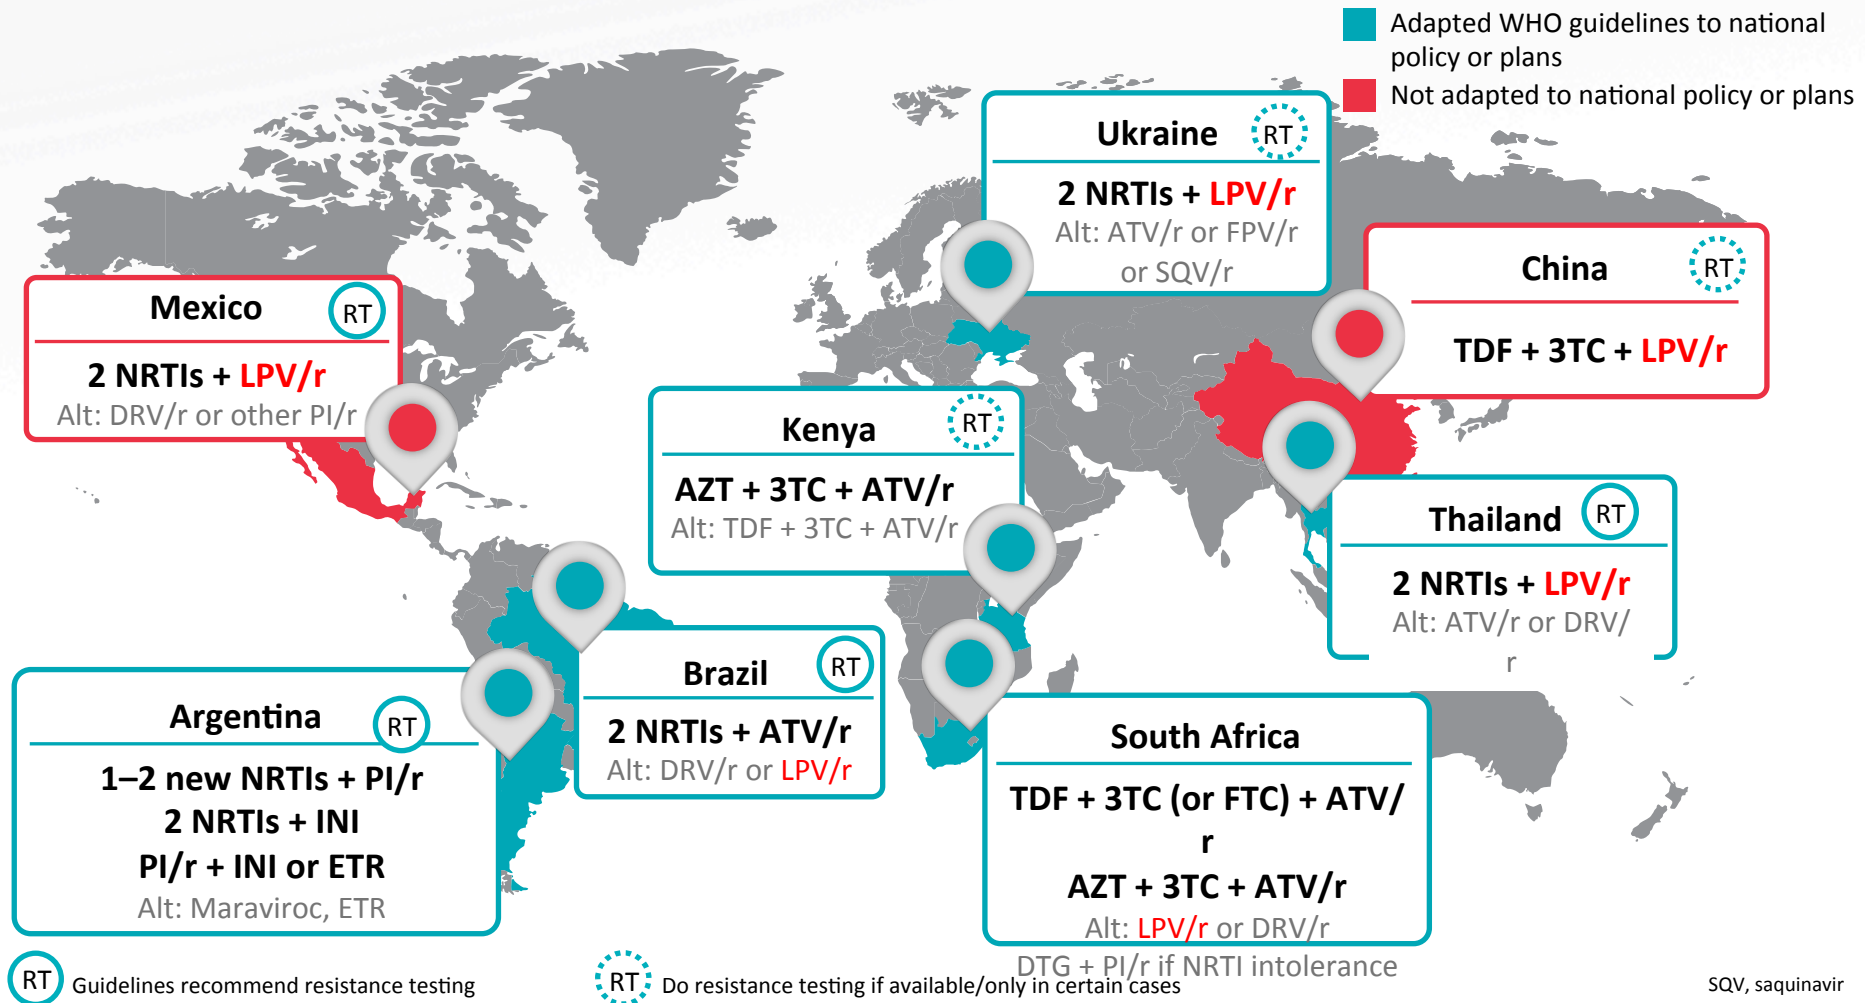 Adapted WHO guidelines to national
policy or plans
Not adapted to national policy or plans
Ukraine
RT
2 NRTIs + LPV/r
Alt: ATV/r or FPV/r
or SQV/r
China
RT
TDF + 3TC + LPV/r
Mexico
RT
2 NRTIs + LPV/r
Alt: DRV/r or other PI/r
Kenya
RT
AZT + 3TC + ATV/r
Alt: TDF + 3TC + ATV/r
Thailand
RT
2 NRTIs + LPV/r
Alt: ATV/r or DRV/
r
Brazil
RT
2 NRTIs + ATV/r
Alt: DRV/r or LPV/r
Argentina
RT
1–2 new NRTIs + PI/r
2 NRTIs + INI
PI/r + INI or ETR
Alt: Maraviroc, ETR
South Africa
TDF + 3TC (or FTC) + ATV/
r
AZT + 3TC + ATV/r
Alt: LPV/r or DRV/r
DTG + PI/r if NRTI intolerance
RT
Guidelines recommend resistance testing
RT
Do resistance testing if available/only in certain cases
SQV, saquinavir